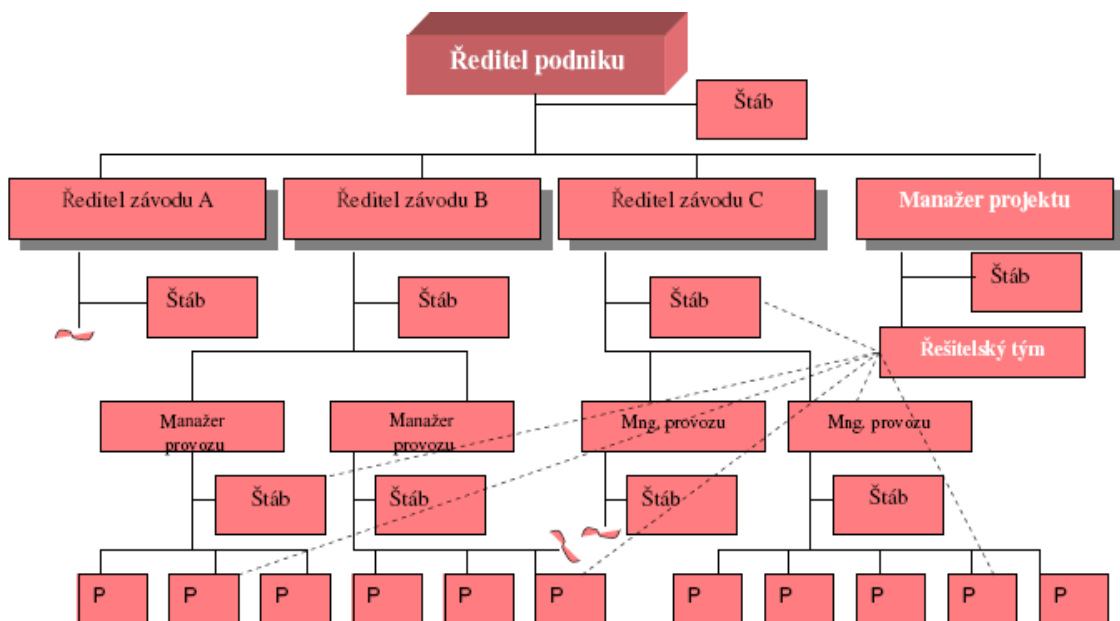 Ředitel podniku
Štáb
Ředitel závodu A
Ředitel závodu B
Ředitel závodu C
Manažer projektu
Štáb
Štáb
Štáb
Štáb
Řešitelský tým
Manažer
provozu
Manažer
provozu
Mng. provozu
Mng. provozu
Štáb
Štáb
Štáb
Štáb
P
P
P
P
P
P
P
P
P
P
P